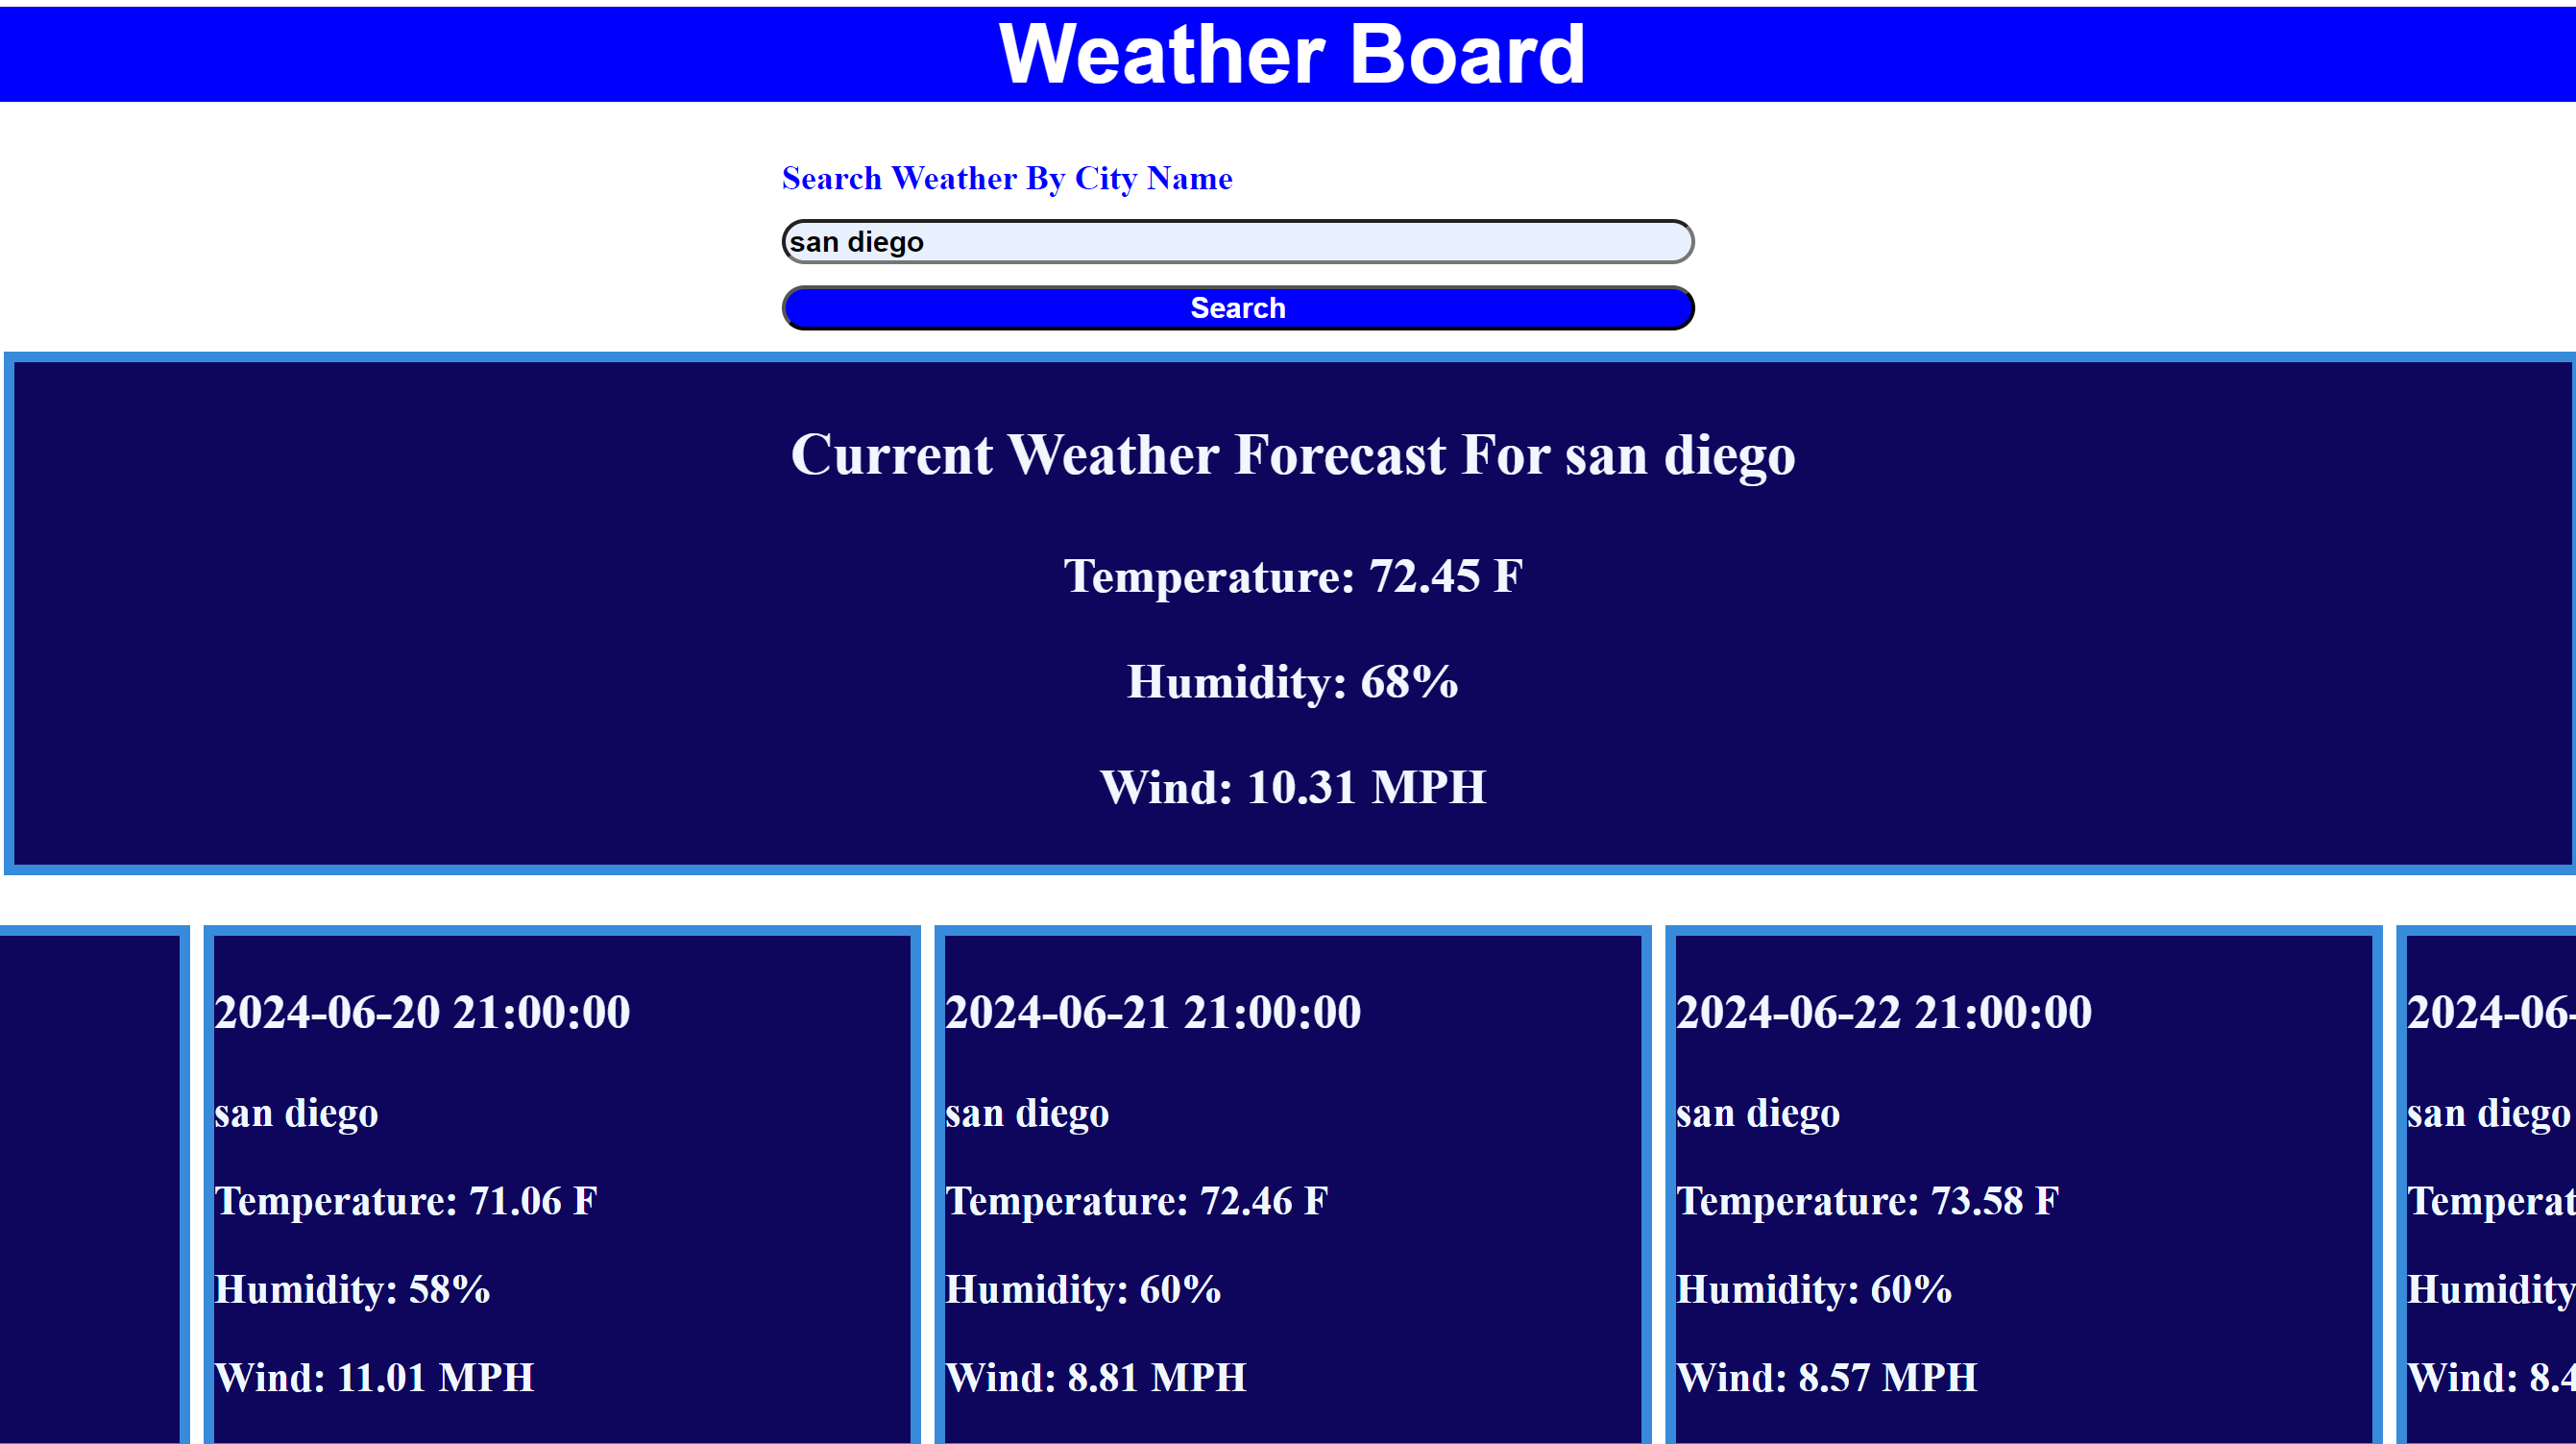 Weather Board
Search Weather By City Name
san diego
Search
Current Weather Forecast For san diego
Temperature: 72.45 F
Humidity: 68%
Wind: 10.31 MPH
2024-06-20 21:00:00
san diego
Temperature: 71.06 F
Humidity: 58%
Wind: 11.01 MPH
2024-06-21 21:00:00
san diego
Temperature: 72.46 F
Humidity: 60%
Wind: 8.81 MPH
2024-06-22 21:00:00
san diego
Temperature: 73.58 F
Humidity: 60%
Wind: 8.57 MPH
2024-06-
san diego
Temperat
Humidity
Wind: 8.4